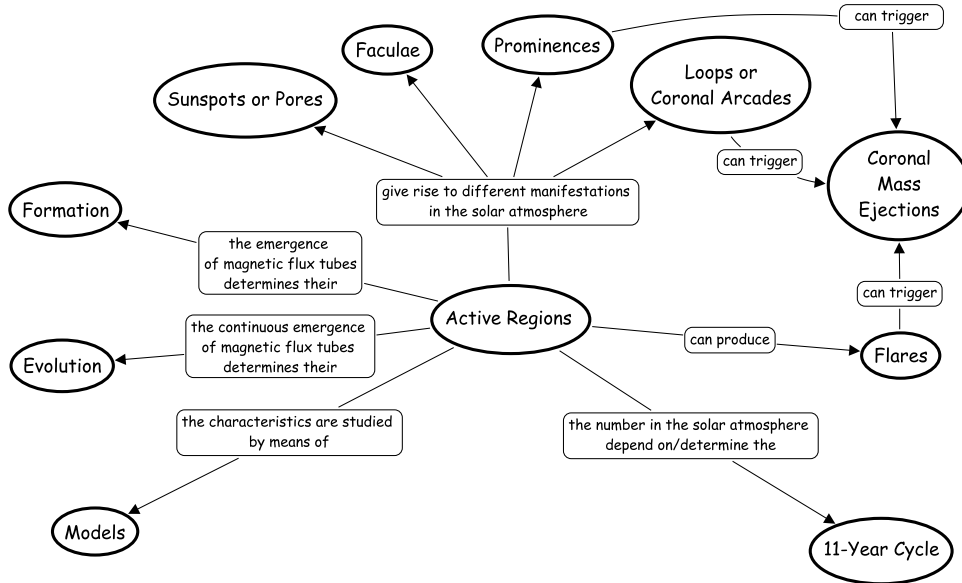 can trigger
Faculae
Prominences
Loops or
Coronal Arcades
Sunspots or Pores
can trigger
Coronal
Mass
Ejections
give rise to different manifestations
in the solar atmosphere
Formation
the emergence
of magnetic flux tubes
determines their
can trigger
Active Regions
the continuous emergence
of magnetic flux tubes
determines their
can produce
Flares
Evolution
the characteristics are studied
by means of
the number in the solar atmosphere
depend on/determine the
Models
11-Year Cycle